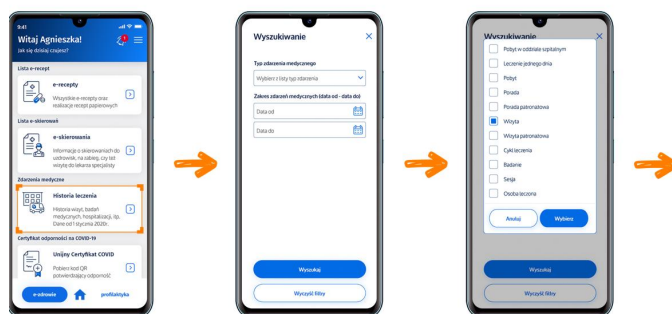 9:41
Witaj Agnieszka!
Jak się dzisiaj czujesz?
Lista e-recept
e-recepty
Wszystkie e-recepty oraz
realizacje recept papierowych
Lista e-skierowań
e-skierowania
Informacje o skierowaniach do
uzdrowisk, na zabieg, czy też
wizytę do lekarza specjalisty
Zdarzenia medyczne
Historia leczenia
Historia wizyt, badań
medycznych, hospitalizacji, itp.
Dane od 1 stycznia 2020r.
Certyfikat odporności na COVID-19
Unijny Certyfikat COVID
Pobierz kod QR
potwierdzający odporność
e-zdrowie
profilaktyka
Wyszukiwanie
Typ zdarzenia medycznego
Wybierz z listy typ zdarzenia
Zakres zdarzeń medycznych (data od - data do)
Data od
Data do
Wyszukaj
Wyczyść filtry
Wyszukiwanie
Pobyt w oddziale szpitalnym
Leczenie jednego dnia
Pobyt
Porada
Porada patronażowa
Wizyta
Wizyta patronażowa
Cykl leczenia
Badanie
Sesja
Osoba leczona
Anuluj
Wybierz
Wyszukaj
Wyczyść filtry